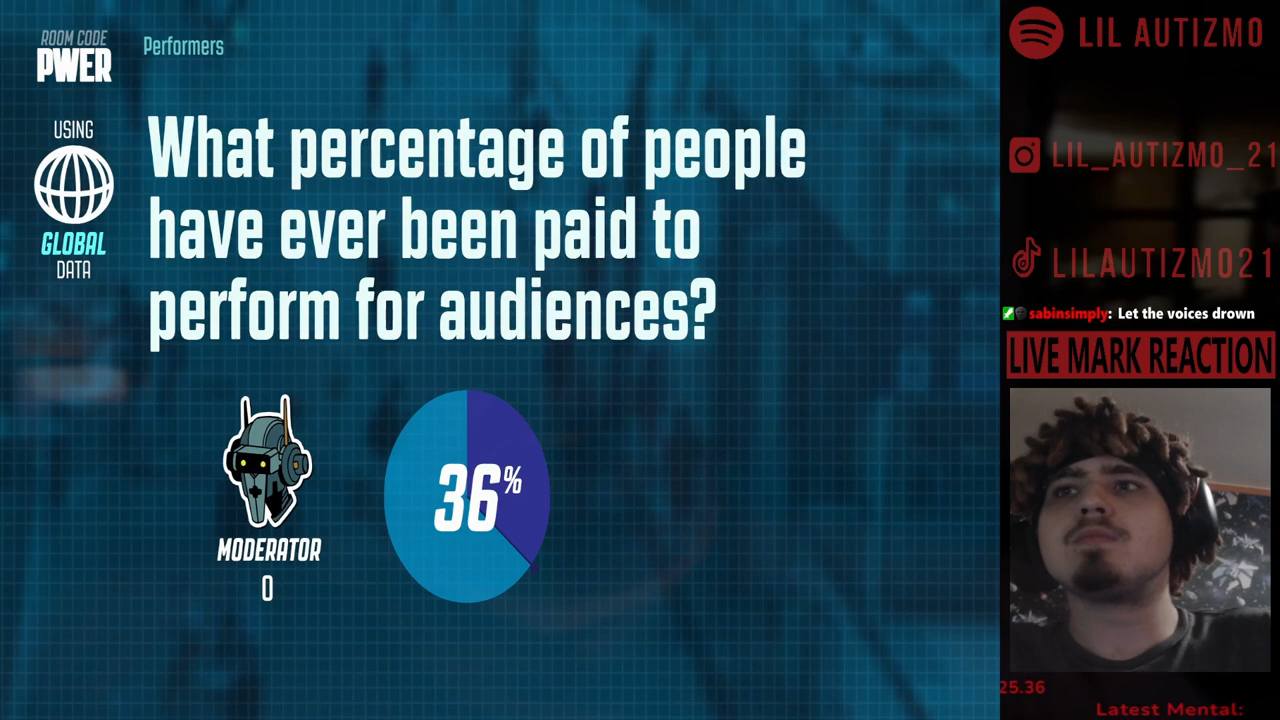 ROOM CODE
PWER
Performers
USING
GLOBAL
DATA
What percentage of people
have ever been paid to
perform for audiences?
36%
MODERATOR
0
LIL AUTIZMO
LIL_AUTIZMO_21
LILAUTIZMO21
sabinsimply: Let the voices drown
LIVE MARK REACTION
25.36
Latest Mental: